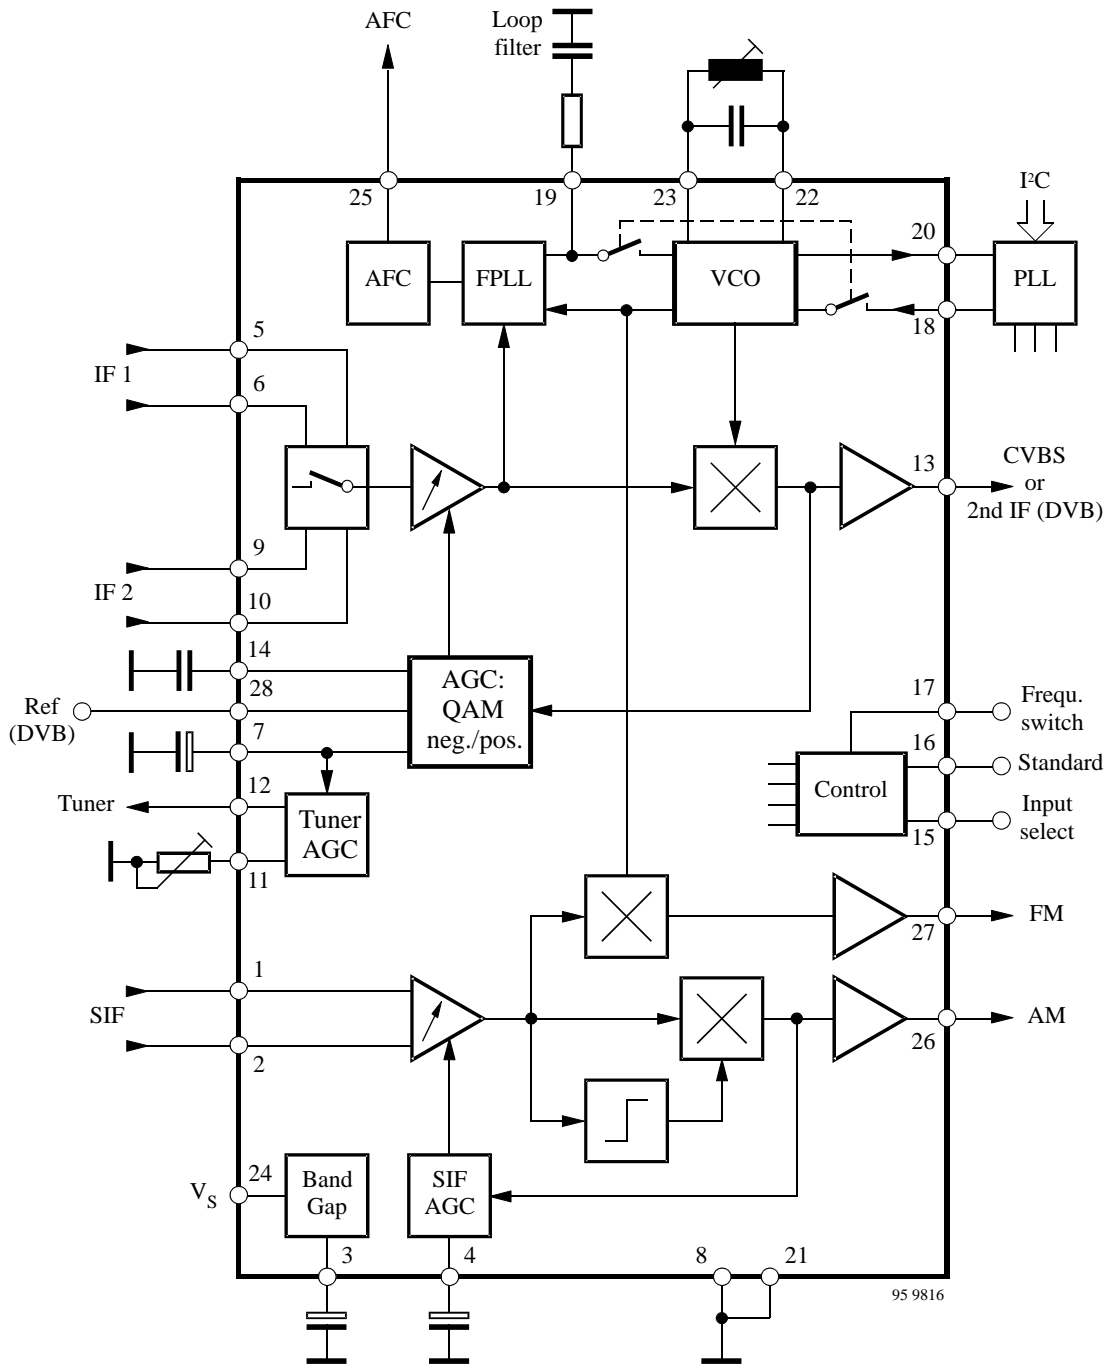 AFC
Loop
filter
25
19
23
22
I²C
20
AFC
FPLL
VCO
PLL
18
5
IF 1
6
13
CVBS
or
2nd IF (DVB)
9
IF 2
10
14
28
Ref
(DVB)
7
AGC:
QAM
neg./pos.
17
Frequ.
switch
16
Standard
Control
Input
select
15
12
Tuner
Tuner
AGC
11
FM
27
1
SIF
2
AM
26
24
V_S
Band
Gap
SIF
AGC
3
4
8
21
95 9816